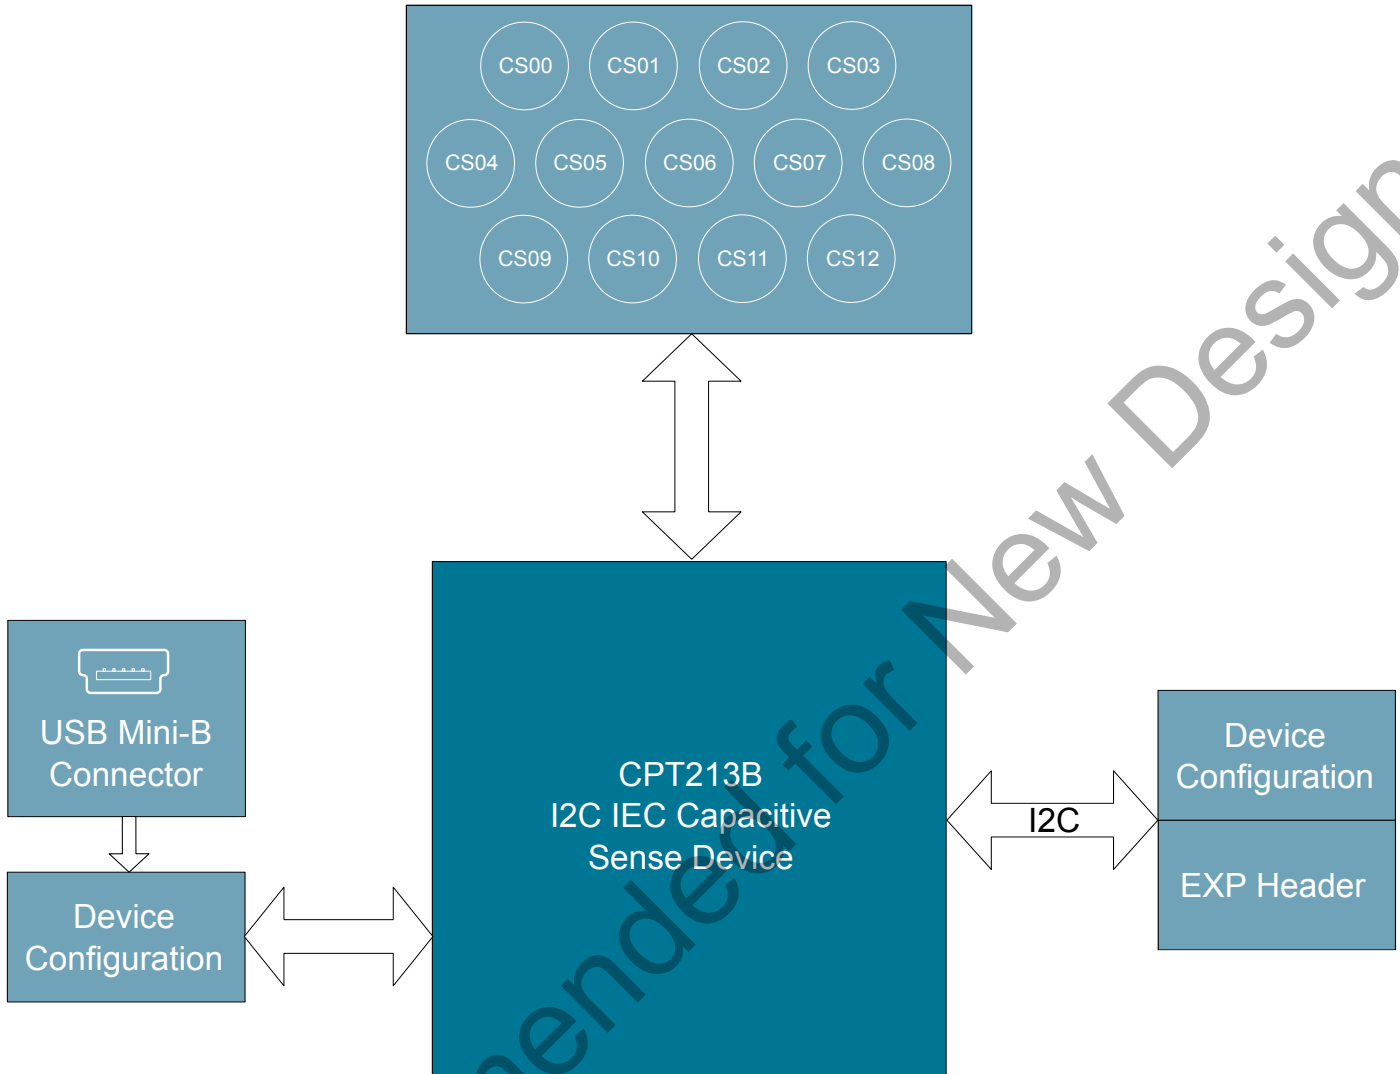 CS00 CS01 CS02 CS03
CS04 CS05 CS06 CS07 CS08
CS09 CS10 CS11 CS12
USB Mini-B
Connector
Device
Configuration
CPT213B
I2C IEC Capacitive
Sense Device
I2C
Device
Configuration
EXP Header
for New Design